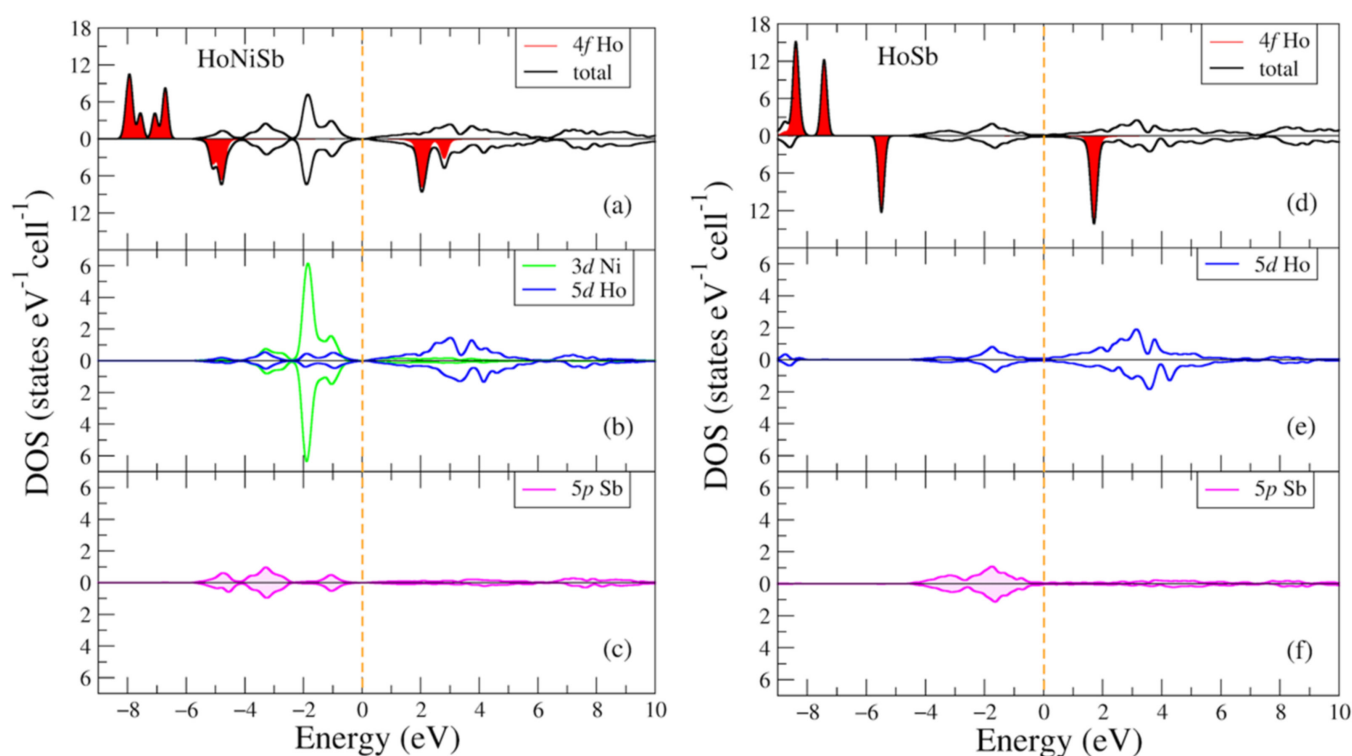 HoNiSb
4f Ho
total
18
12
6
0
6
12
(a)
DOS (states eV⁻¹ cell⁻¹)
3d Ni
5d Ho
6
4
2
0
2
4
6
(b)
5p Sb
6
4
2
0
2
4
6
(c)
−8 −6 −4 −2 0 2 4 6 8 10
Energy (eV)
HoSb
4f Ho
total
18
12
6
0
6
12
(d)
DOS (states eV⁻¹ cell⁻¹)
5d Ho
6
4
2
0
2
4
6
(e)
5p Sb
6
4
2
0
2
4
6
(f)
−8 −6 −4 −2 0 2 4 6 8 10
Energy (eV)